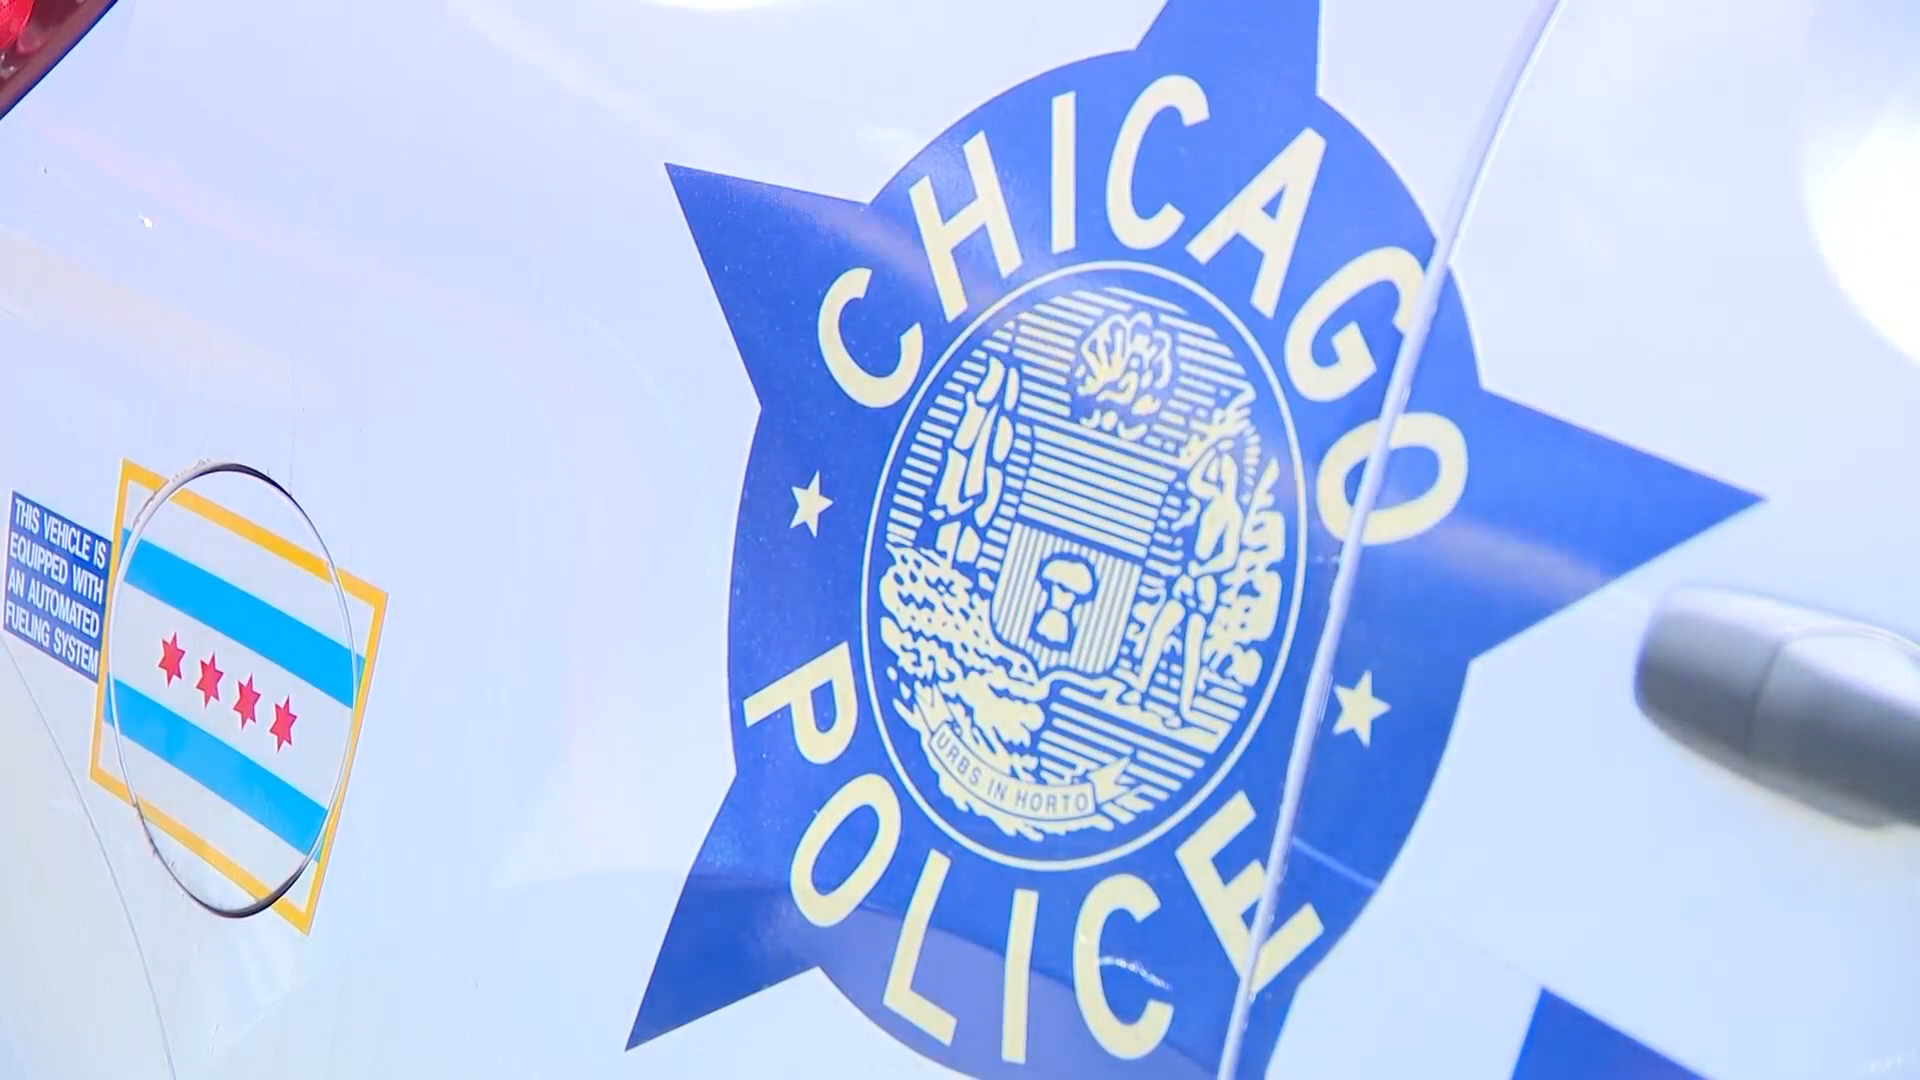 CHICAGO
POLICE
URBS IN HORTO
THIS VEHICLE IS
EQUIPPED WITH
AN AUTOMATED
FUELING SYSTEM